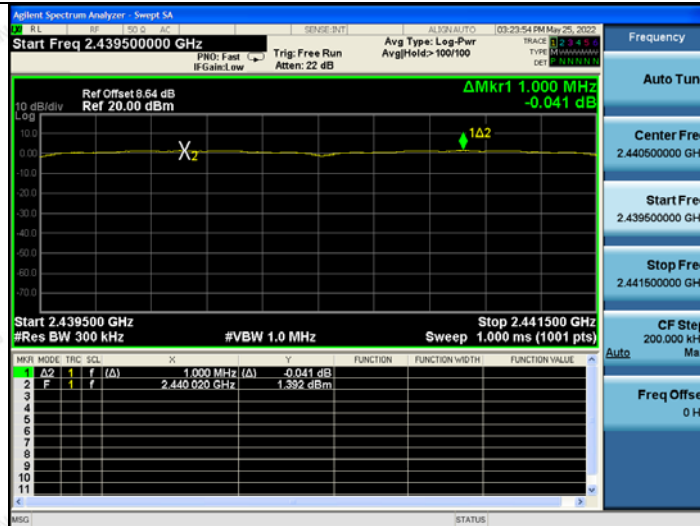 Agilent Spectrum Analyzer - Swept SA
RL RF 50 Ω AC SENSE:INT ALIGN AUTO 03:23:54 PM May 25, 2022
Start Freq 2.439500000 GHz
PNO: Fast
IFGain:Low
Trig: Free Run
Atten: 22 dB
Avg Type: Log-Pwr
Avg|Hold:> 100/100
TRACE 1 2 3 4 5 6
TYPE M
DET P N N N N N
ΔMkr1 1.000 MHz
-0.041 dB
Ref Offset 8.64 dB
10 dB/div Ref 20.00 dBm
Log
10.0
0.00
-10.0
-20.0
-30.0
-40.0
-50.0
-60.0
-70.0
X2
1Δ2
Start 2.439500 GHz Stop 2.441500 GHz
#Res BW 300 kHz #VBW 1.0 MHz Sweep 1.000 ms (1001 pts)
MKR MODE TRC SCL X Y FUNCTION FUNCTION WIDTH FUNCTION VALUE
1 Δ2 1 f (Δ) 1.000 MHz (Δ) -0.041 dB
2 F 1 f 2.440 020 GHz 1.392 dBm
3
4
5
6
7
8
9
10
11
MSG STATUS
Frequency
Auto Tun
Center Fre
2.440500000 GH
Start Fre
2.439500000 GH
Stop Fre
2.441500000 GH
CF Step
200.000 kH
Auto Ma
Freq Offse
0 H